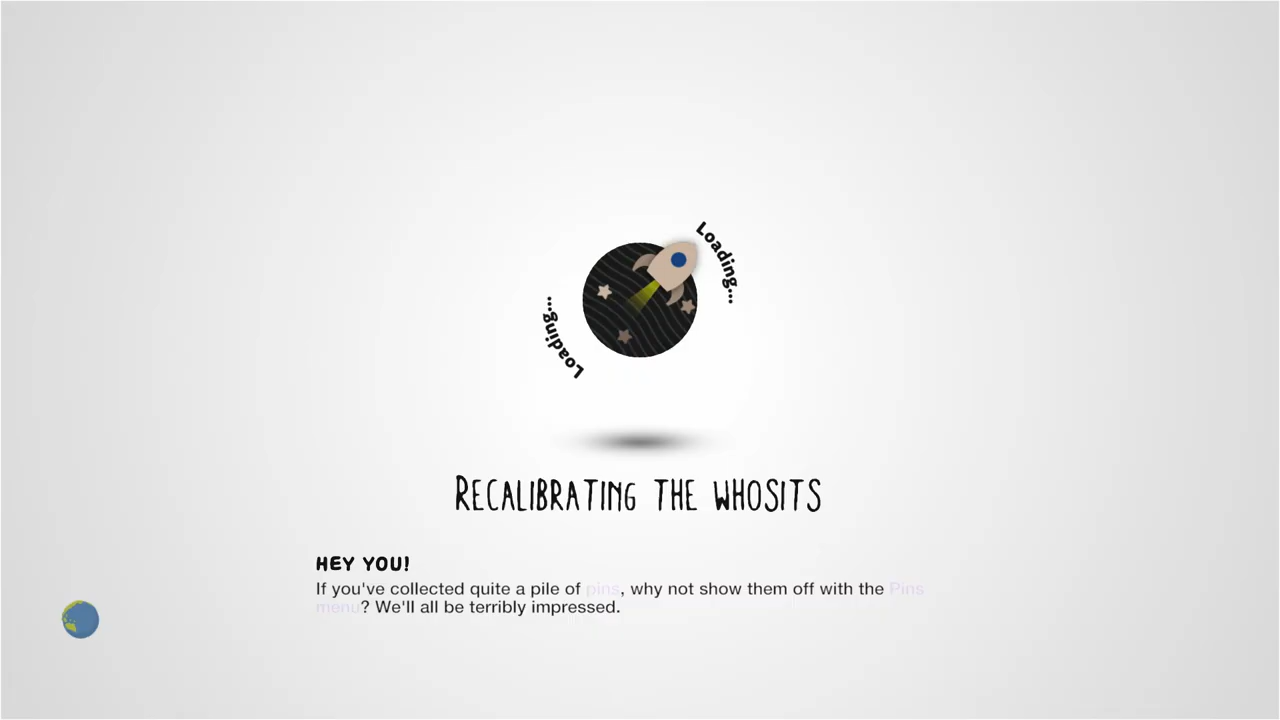 Loading...
Loading...
RECALIBRATING THE WHOSITS
HEY YOU!
If you've collected quite a pile of pins, why not show them off with the Pins
menu? We'll all be terribly impressed.